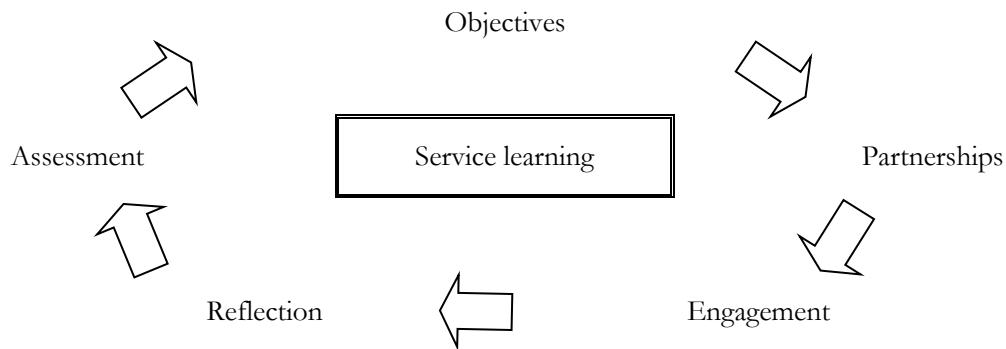 Objectives
Assessment
Service learning
Partnerships
Reflection
Engagement